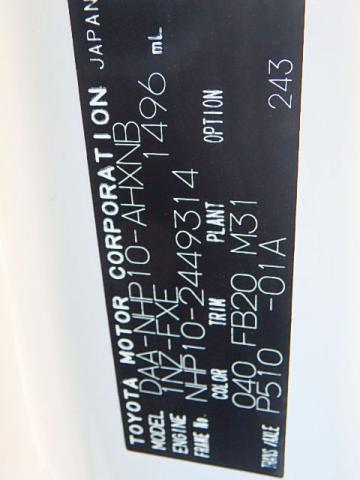 TOYOTA MOTOR CORPORATION JAPAN
MODEL DAA-NHP10-AHXNB
ENGINE 1NZ-FXE 1496 mL
FRAME No. NHP10-2449314
COLOR TRIM PLANT OPTION
040 FB20 M31 243
TRANS/AXLE P510 -01A